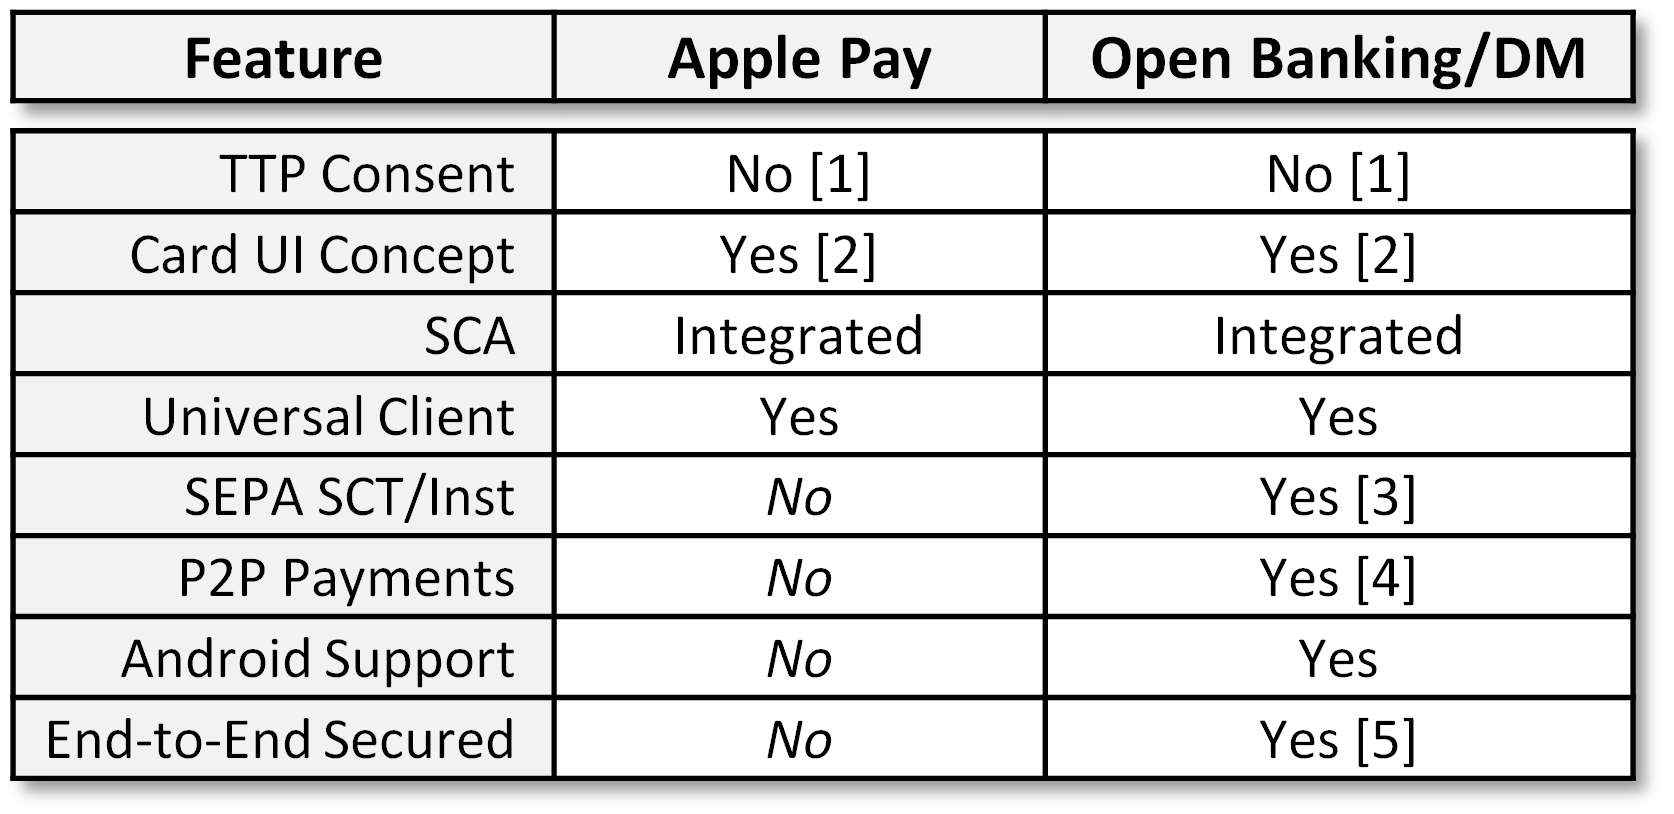 Feature Apple Pay Open Banking/DM
TTP Consent No [1] No [1]
Card UI Concept Yes [2] Yes [2]
SCA Integrated Integrated
Universal Client Yes Yes
SEPA SCT/Inst No Yes [3]
P2P Payments No Yes [4]
Android Support No Yes
End-to-End Secured No Yes [5]